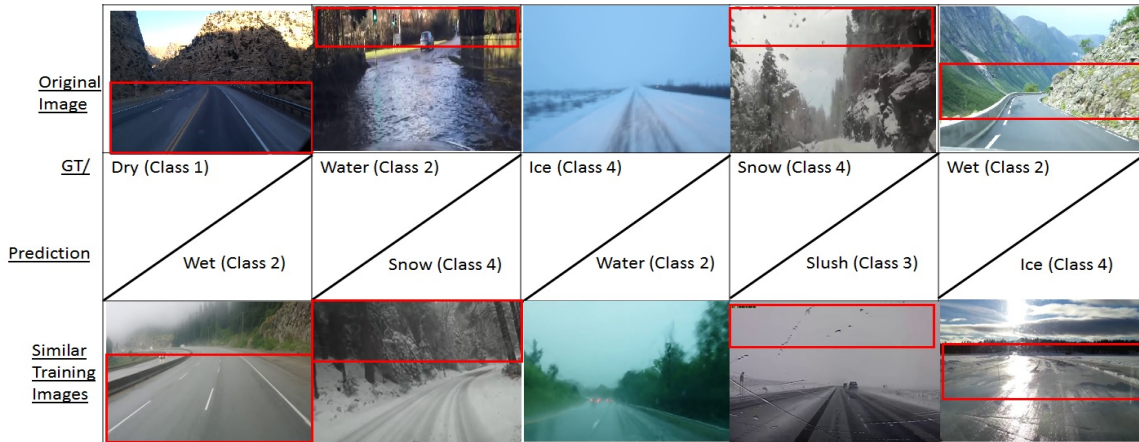 Original
Image
GT/
Dry (Class 1)
Water (Class 2)
Ice (Class 4)
Snow (Class 4)
Wet (Class 2)
Prediction
Wet (Class 2)
Snow (Class 4)
Water (Class 2)
Slush (Class 3)
Ice (Class 4)
Similar
Training
Images